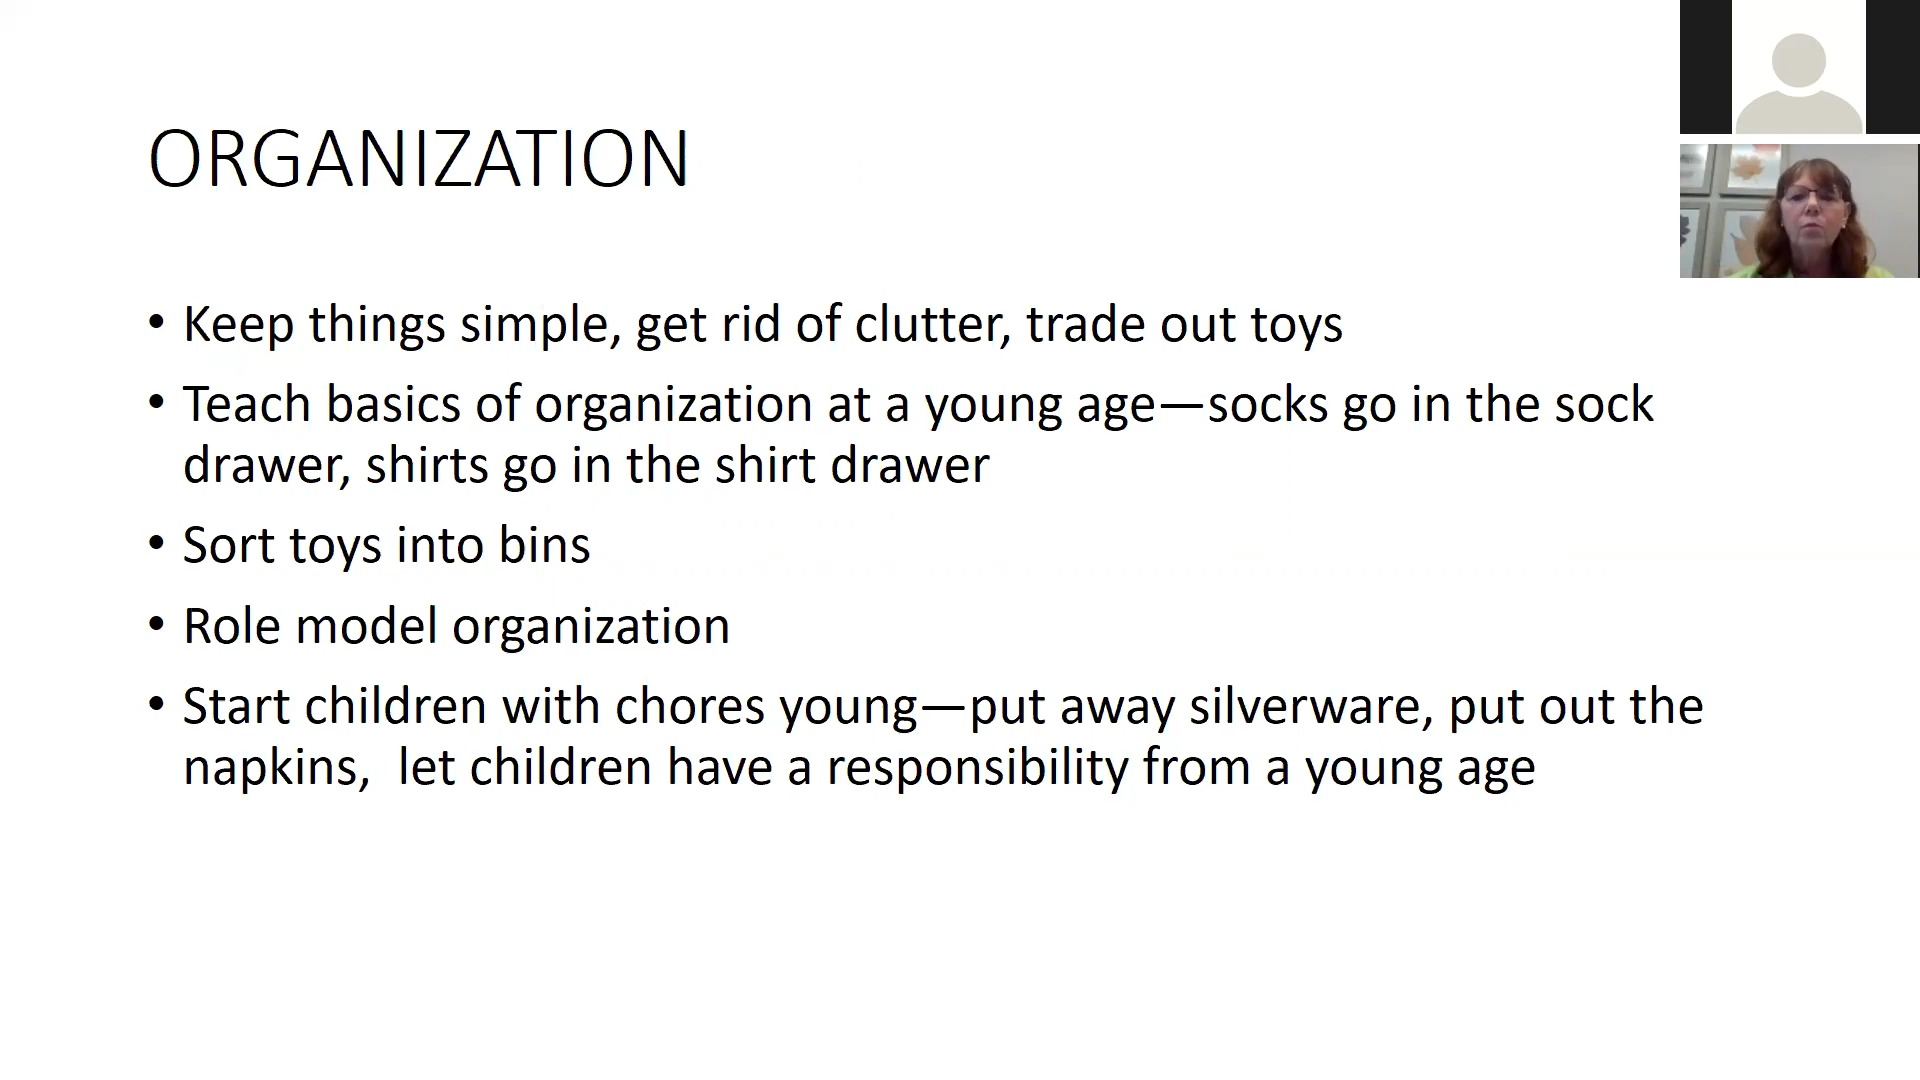 ORGANIZATION
• Keep things simple, get rid of clutter, trade out toys
• Teach basics of organization at a young age—socks go in the sock
drawer, shirts go in the shirt drawer
• Sort toys into bins
• Role model organization
• Start children with chores young—put away silverware, put out the
napkins,  let children have a responsibility from a young age